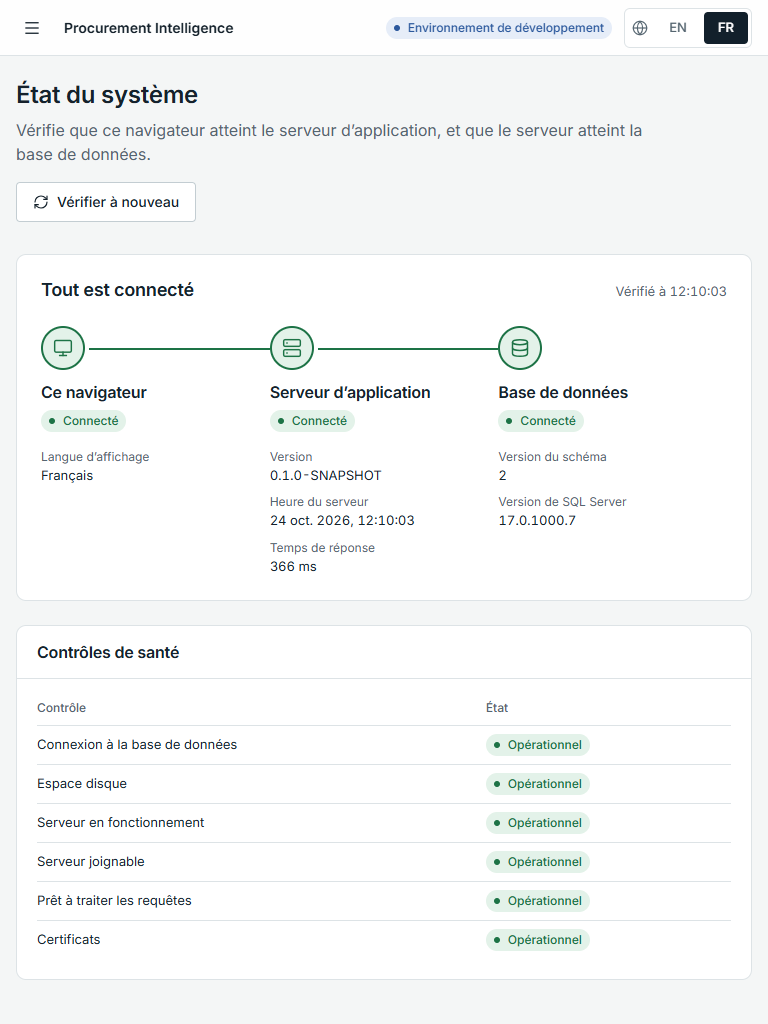 Procurement Intelligence
Environnement de développement
EN
FR
État du système
Vérifie que ce navigateur atteint le serveur d’application, et que le serveur atteint la
base de données.
Vérifier à nouveau
Tout est connecté
Vérifié à 12:10:03
Ce navigateur
Connecté
Langue d’affichage
Français
Serveur d’application
Connecté
Version
0.1.0-SNAPSHOT
Heure du serveur
24 oct. 2026, 12:10:03
Temps de réponse
366 ms
Base de données
Connecté
Version du schéma
2
Version de SQL Server
17.0.1000.7
Contrôles de santé
Contrôle
État
Connexion à la base de données
Opérationnel
Espace disque
Opérationnel
Serveur en fonctionnement
Opérationnel
Serveur joignable
Opérationnel
Prêt à traiter les requêtes
Opérationnel
Certificats
Opérationnel